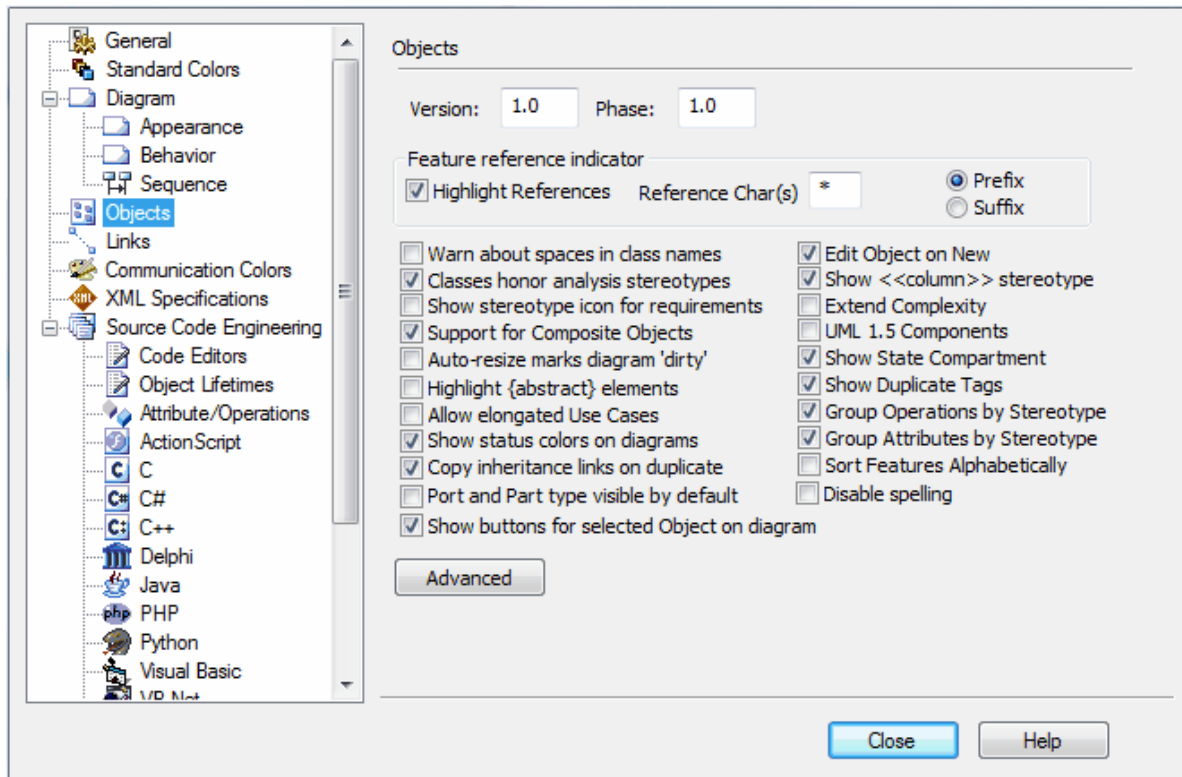 General
Standard Colors
Diagram
Appearance
Behavior
Sequence
Objects
Links
Communication Colors
XML Specifications
Source Code Engineering
Code Editors
Object Lifetimes
Attribute/Operations
ActionScript
C
C#
C++
Delphi
Java
PHP
Python
Visual Basic
VB.Net
Objects
Version: 1.0 Phase: 1.0
Feature reference indicator
Highlight References Reference Char(s) * Prefix
Suffix
Warn about spaces in class names
Classes honor analysis stereotypes
Show stereotype icon for requirements
Support for Composite Objects
Auto-resize marks diagram 'dirty'
Highlight {abstract} elements
Allow elongated Use Cases
Show status colors on diagrams
Copy inheritance links on duplicate
Port and Part type visible by default
Show buttons for selected Object on diagram
Edit Object on New
Show <<column>> stereotype
Extend Complexity
UML 1.5 Components
Show State Compartment
Show Duplicate Tags
Group Operations by Stereotype
Group Attributes by Stereotype
Sort Features Alphabetically
Disable spelling
Advanced
Close Help